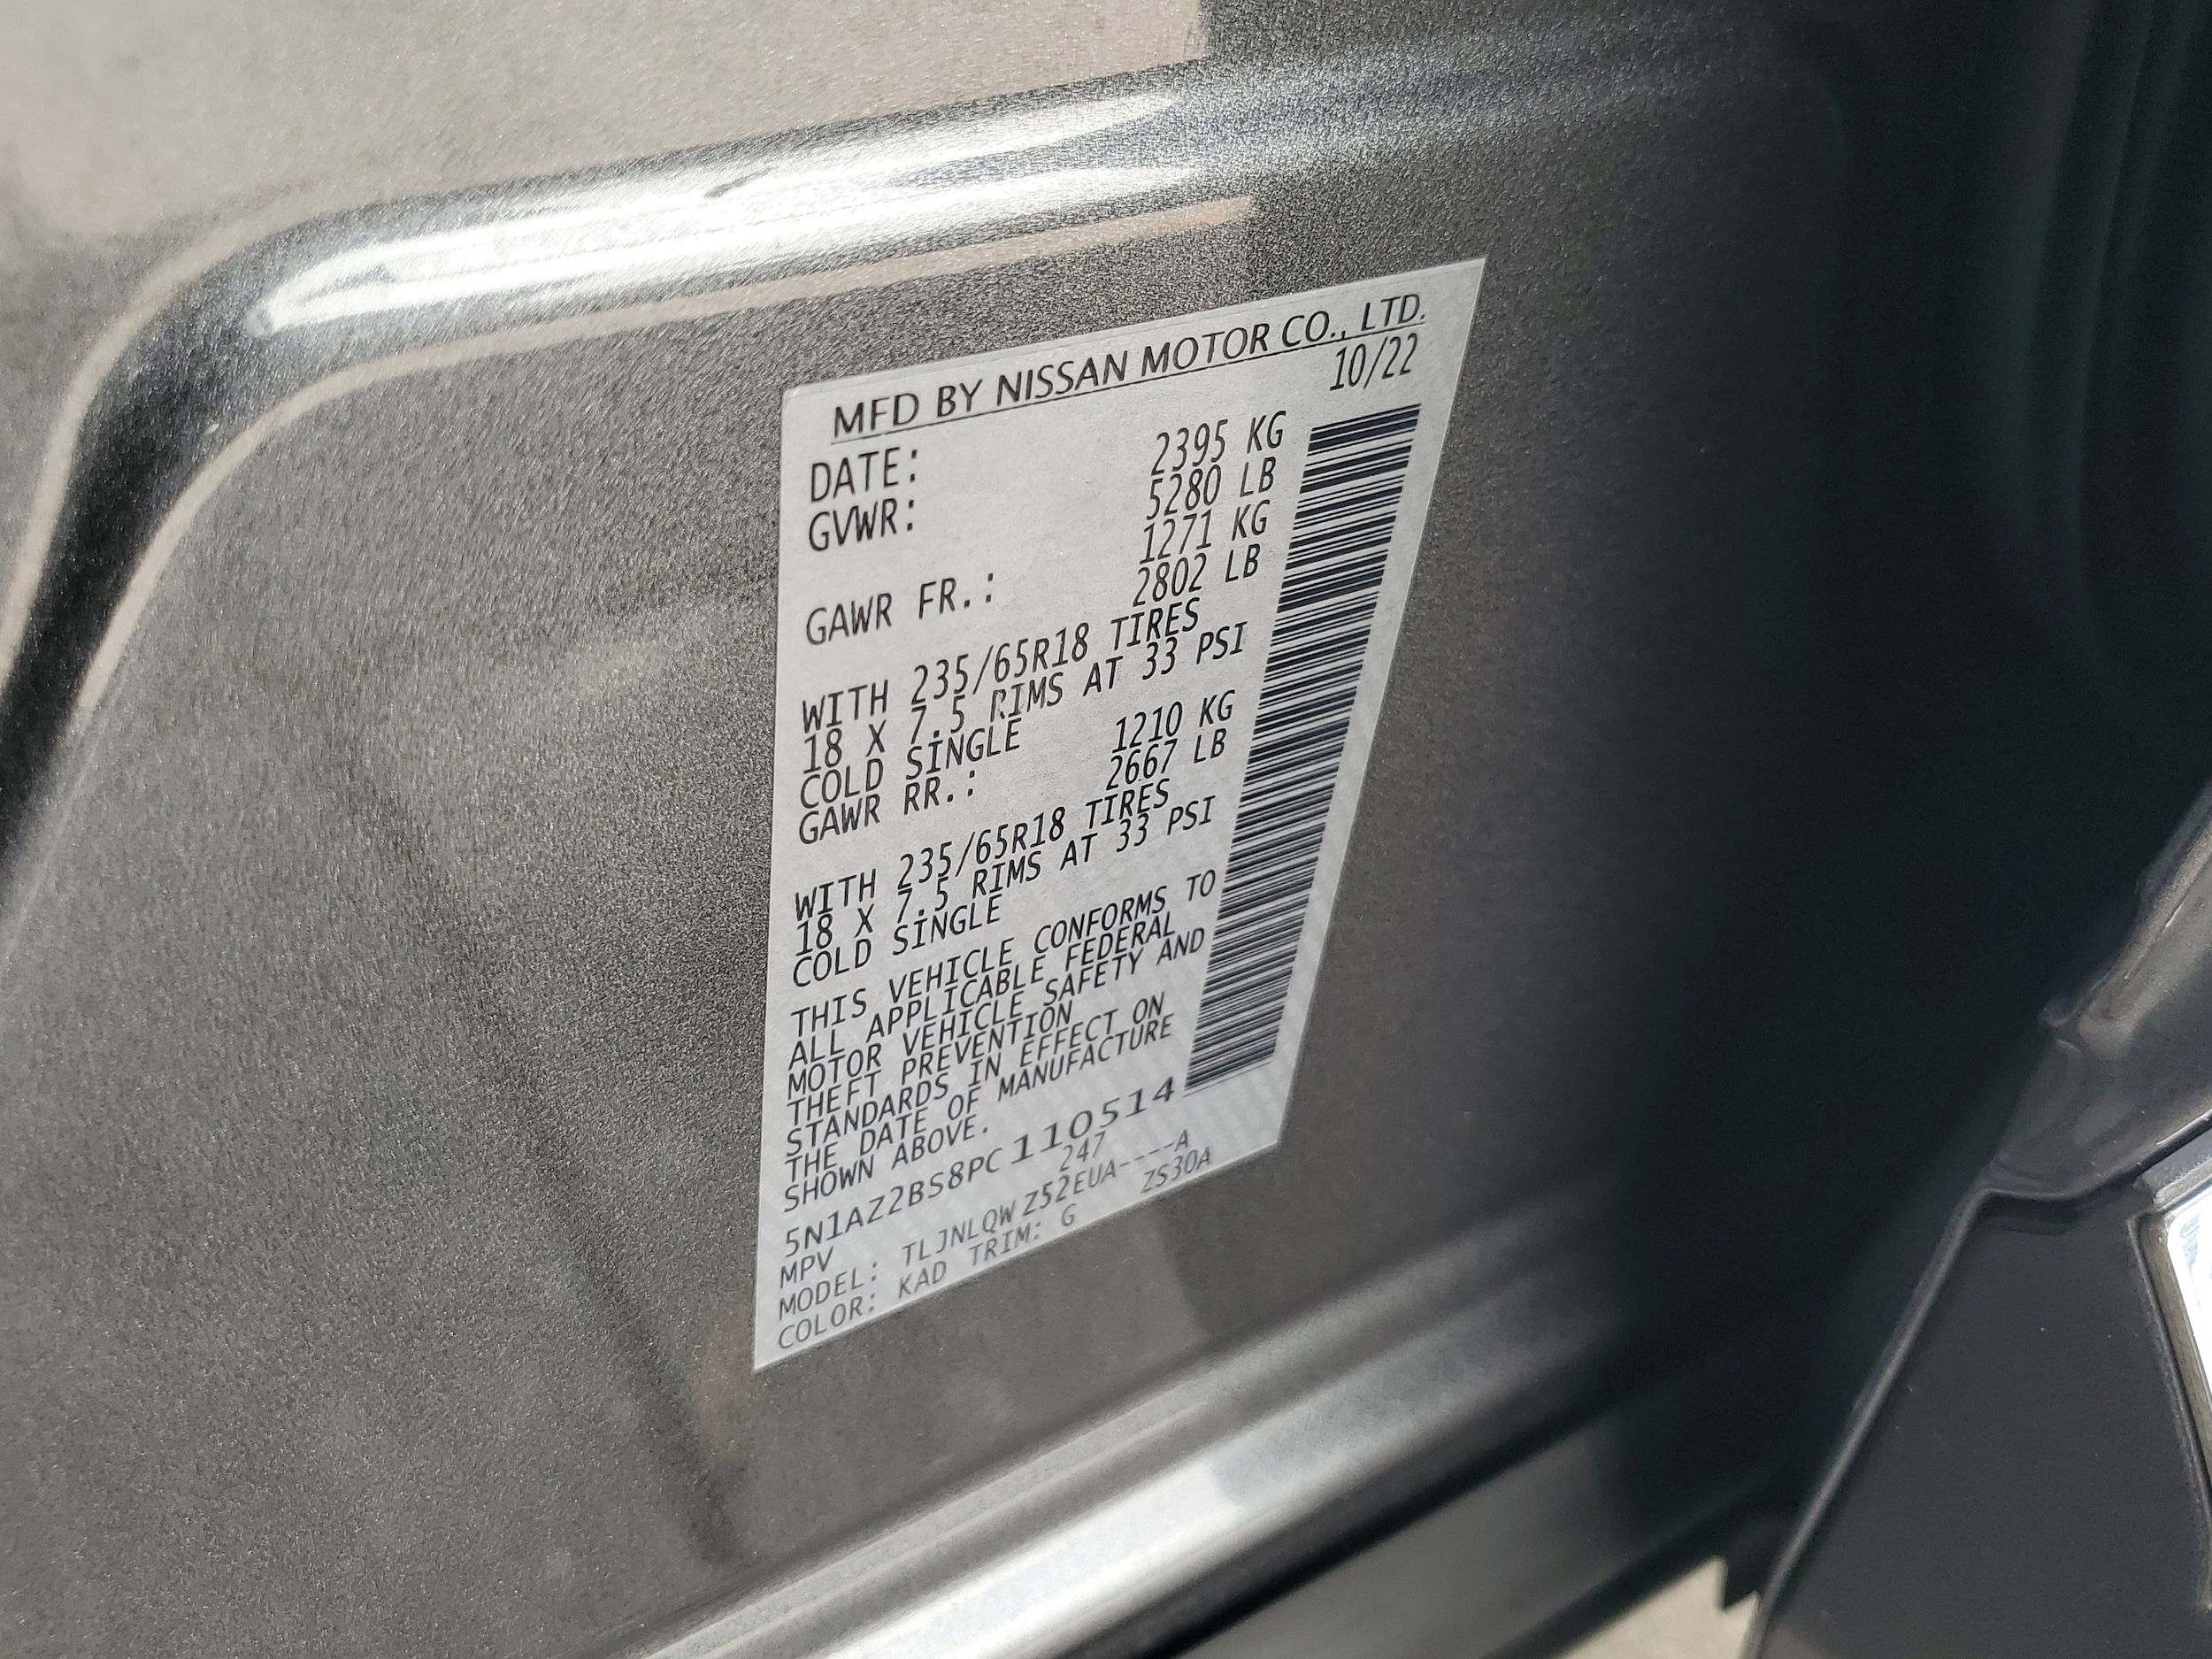 MFD BY NISSAN MOTOR CO., LTD.
DATE: 10/22
GVWR: 2395 KG
5280 LB
GAWR FR.: 1271 KG
2802 LB
WITH 235/65R18 TIRES
18 X 7.5 RIMS AT 33 PSI
COLD SINGLE
GAWR RR.: 1210 KG
2667 LB
WITH 235/65R18 TIRES
18 X 7.5 RIMS AT 33 PSI
COLD SINGLE
THIS VEHICLE CONFORMS TO
ALL APPLICABLE FEDERAL
MOTOR VEHICLE SAFETY AND
THEFT PREVENTION
STANDARDS IN EFFECT ON
THE DATE OF MANUFACTURE
SHOWN ABOVE.
5N1AZ2BS8PC110514
MPV 247
MODEL: TLJNLQWZ52EUA----A
COLOR: KAD TRIM: G ZS30A